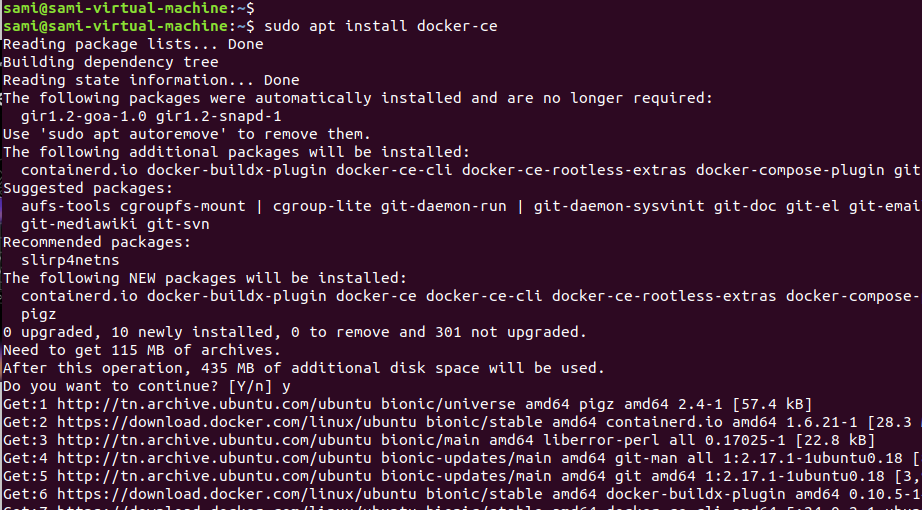 sami@sami-virtual-machine:~$
sami@sami-virtual-machine:~$ sudo apt install docker-ce
Reading package lists... Done
Building dependency tree
Reading state information... Done
The following packages were automatically installed and are no longer required:
  gir1.2-goa-1.0 gir1.2-snapd-1
Use 'sudo apt autoremove' to remove them.
The following additional packages will be installed:
  containerd.io docker-buildx-plugin docker-ce-cli docker-ce-rootless-extras docker-compose-plugin git
Suggested packages:
  aufs-tools cgroupfs-mount | cgroup-lite git-daemon-run | git-daemon-sysvinit git-doc git-el git-emai
  git-mediawiki git-svn
Recommended packages:
  slirp4netns
The following NEW packages will be installed:
  containerd.io docker-buildx-plugin docker-ce docker-ce-cli docker-ce-rootless-extras docker-compose-
  pigz
0 upgraded, 10 newly installed, 0 to remove and 301 not upgraded.
Need to get 115 MB of archives.
After this operation, 435 MB of additional disk space will be used.
Do you want to continue? [Y/n] y
Get:1 http://tn.archive.ubuntu.com/ubuntu bionic/universe amd64 pigz amd64 2.4-1 [57.4 kB]
Get:2 https://download.docker.com/linux/ubuntu bionic/stable amd64 containerd.io amd64 1.6.21-1 [28.3
Get:3 http://tn.archive.ubuntu.com/ubuntu bionic/main amd64 liberror-perl all 0.17025-1 [22.8 kB]
Get:4 http://tn.archive.ubuntu.com/ubuntu bionic-updates/main amd64 git-man all 1:2.17.1-1ubuntu0.18 [
Get:5 http://tn.archive.ubuntu.com/ubuntu bionic-updates/main amd64 git amd64 1:2.17.1-1ubuntu0.18 [3,
Get:6 https://download.docker.com/linux/ubuntu bionic/stable amd64 docker-buildx-plugin amd64 0.10.5-1